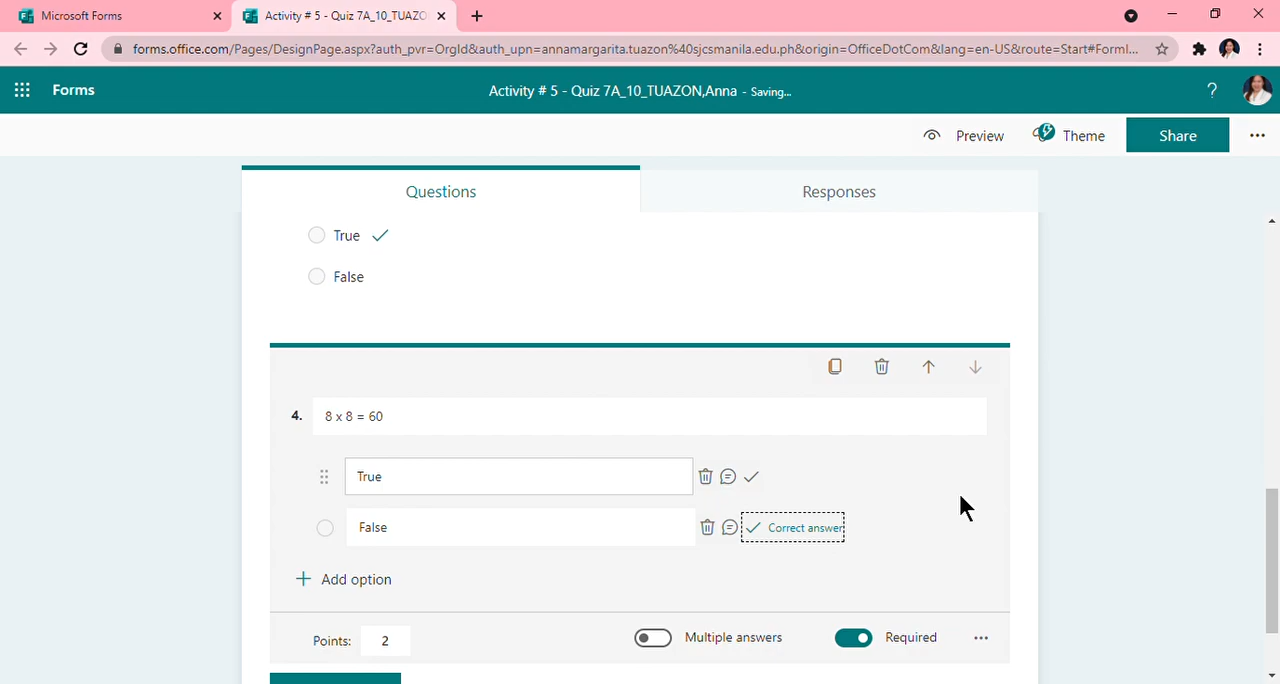 Microsoft Forms
Activity # 5 - Quiz 7A_10_TUAZO
forms.office.com/Pages/DesignPage.aspx?auth_pvr=OrgId&auth_upn=annamargarita.tuazon%40sjcsmanila.edu.ph&origin=OfficeDotCom&lang=en-US&route=Start#FormI...
Forms
Activity # 5 - Quiz 7A_10_TUAZON,Anna - Saving...
?
Preview
Theme
Share
Questions
Responses
True
False
4. 8 x 8 = 60
True
False
Correct answer
+ Add option
Points: 2
Multiple answers
Required